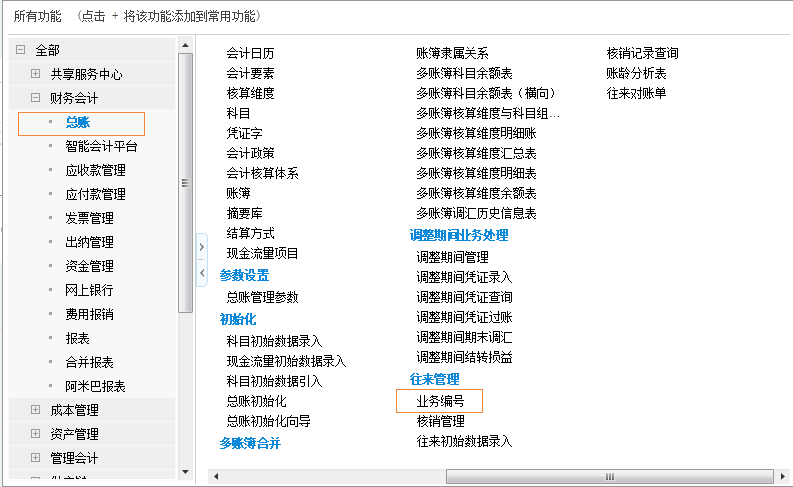 所有功能 (点击 + 将该功能添加到常用功能)
全部
共享服务中心
财务会计
总账
智能会计平台
应收款管理
应付款管理
发票管理
出纳管理
资金管理
网上银行
费用报销
报表
合并报表
阿米巴报表
成本管理
资产管理
管理会计
会计日历
会计要素
核算维度
科目
凭证字
会计政策
会计核算体系
账簿
摘要库
结算方式
现金流量项目
参数设置
总账管理参数
初始化
科目初始数据录入
现金流量初始数据录入
科目初始数据引入
总账初始化
总账初始化向导
多账簿合并
账簿隶属关系
多账簿科目余额表
多账簿科目余额表（横向）
多账簿核算维度与科目组...
多账簿核算维度明细账
多账簿核算维度汇总表
多账簿核算维度明细表
多账簿核算维度余额表
多账簿调汇历史信息表
调整期间业务处理
调整期间管理
调整期间凭证录入
调整期间凭证查询
调整期间凭证过账
调整期间期末调汇
调整期间结转损益
往来管理
业务编号
核销管理
往来初始数据录入
核销记录查询
账龄分析表
往来对账单